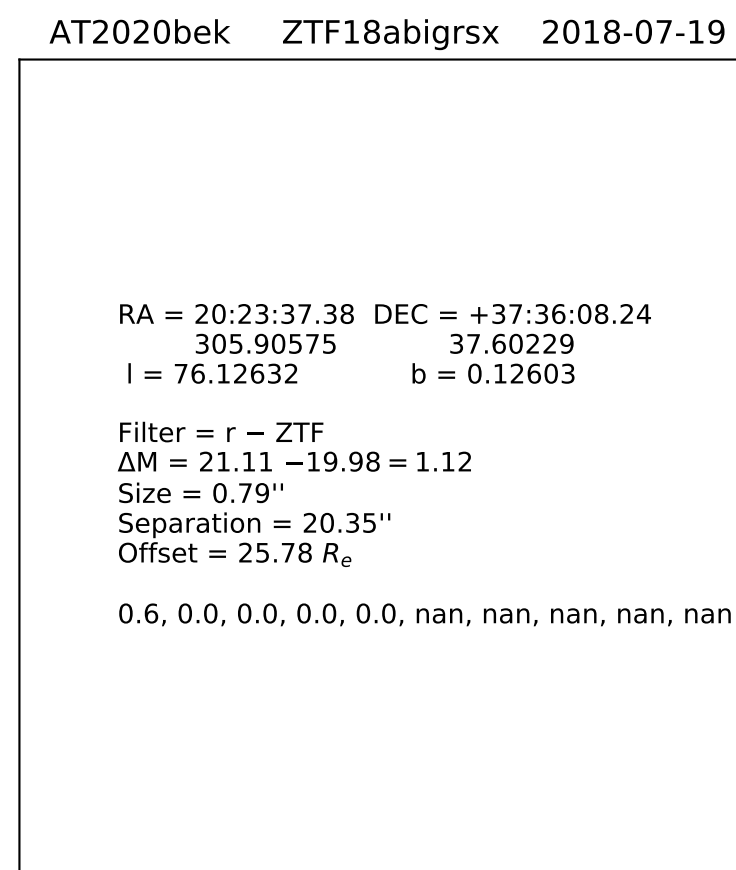 AT2020bek ZTF18abigrsx 2018-07-19
RA = 20:23:37.38 DEC = +37:36:08.24
305.90575 37.60229
l = 76.12632 b = 0.12603
Filter = r − ZTF
ΔM = 21.11 −19.98 = 1.12
Size = 0.79''
Separation = 20.35''
Offset = 25.78 Rₑ
0.6, 0.0, 0.0, 0.0, 0.0, nan, nan, nan, nan, nan